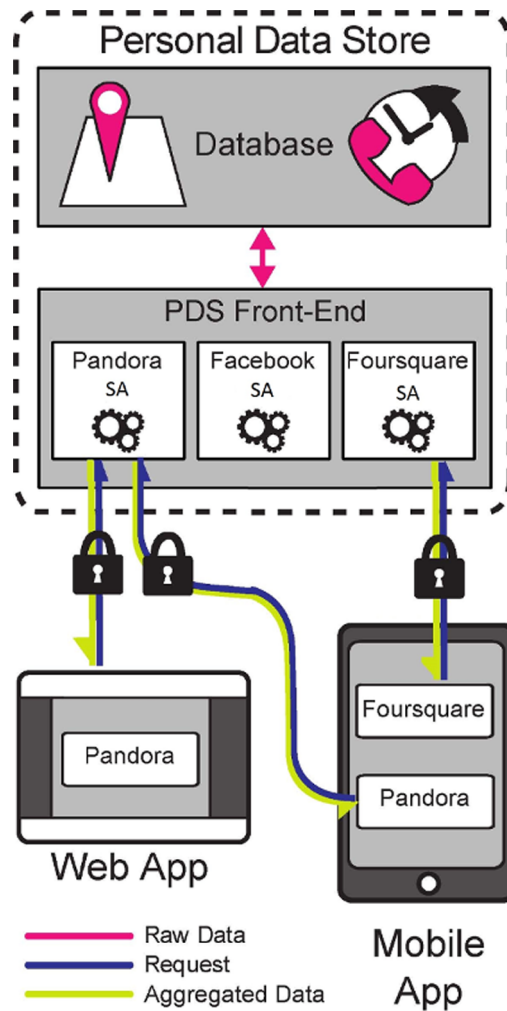 Personal Data Store
Database
PDS Front-End
Pandora
SA
Facebook
SA
Foursquare
SA
Pandora
Web App
Foursquare
Pandora
Mobile
App
Raw Data
Request
Aggregated Data